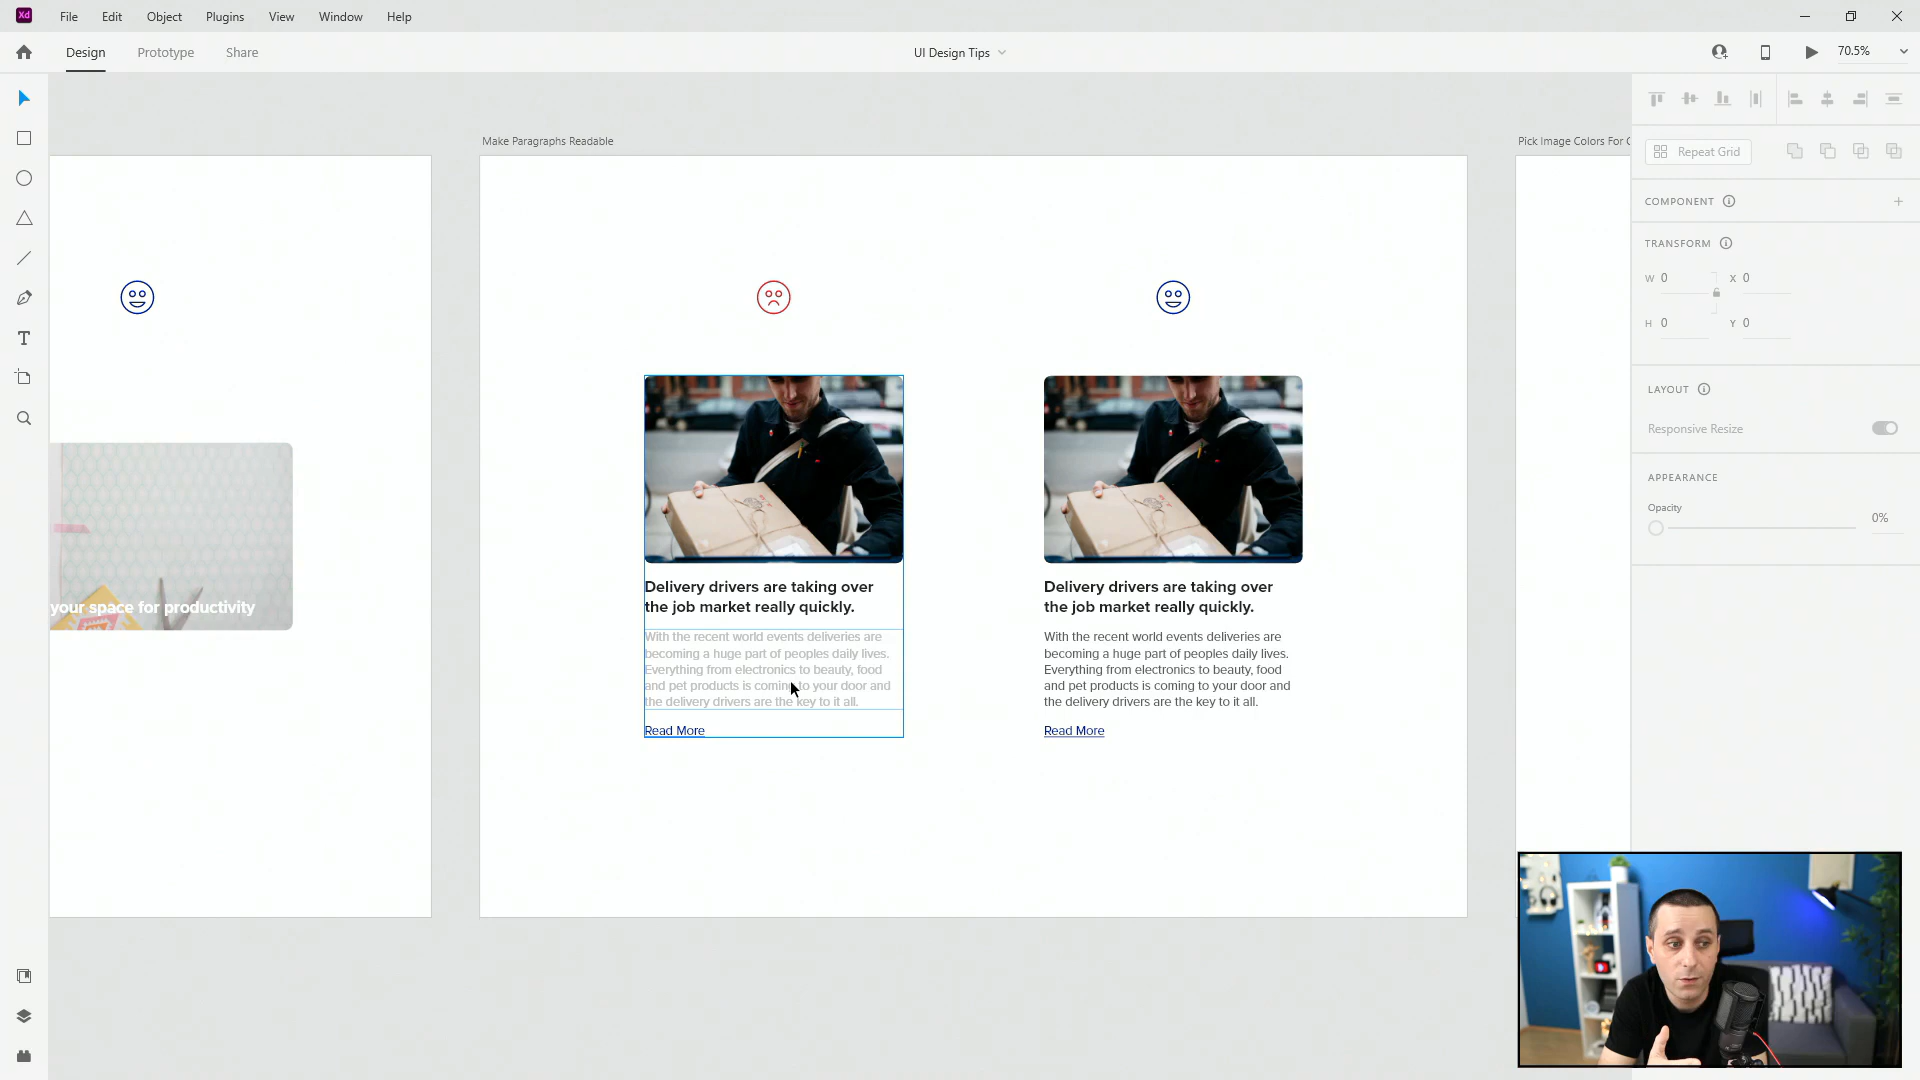 Xd File Edit Object Plugins View Window Help
Design Prototype Share UI Design Tips 70.5%
Make Paragraphs Readable
Pick Image Colors For
Repeat Grid
COMPONENT
TRANSFORM
W 0 X 0
H 0 Y 0
LAYOUT
Responsive Resize
APPEARANCE
Opacity
0%
your space for productivity
Delivery drivers are taking over
the job market really quickly.
With the recent world events deliveries are
becoming a huge part of peoples daily lives.
Everything from electronics to beauty, food
and pet products is coming to your door and
the delivery drivers are the key to it all.
Read More
Delivery drivers are taking over
the job market really quickly.
With the recent world events deliveries are
becoming a huge part of peoples daily lives.
Everything from electronics to beauty, food
and pet products is coming to your door and
the delivery drivers are the key to it all.
Read More